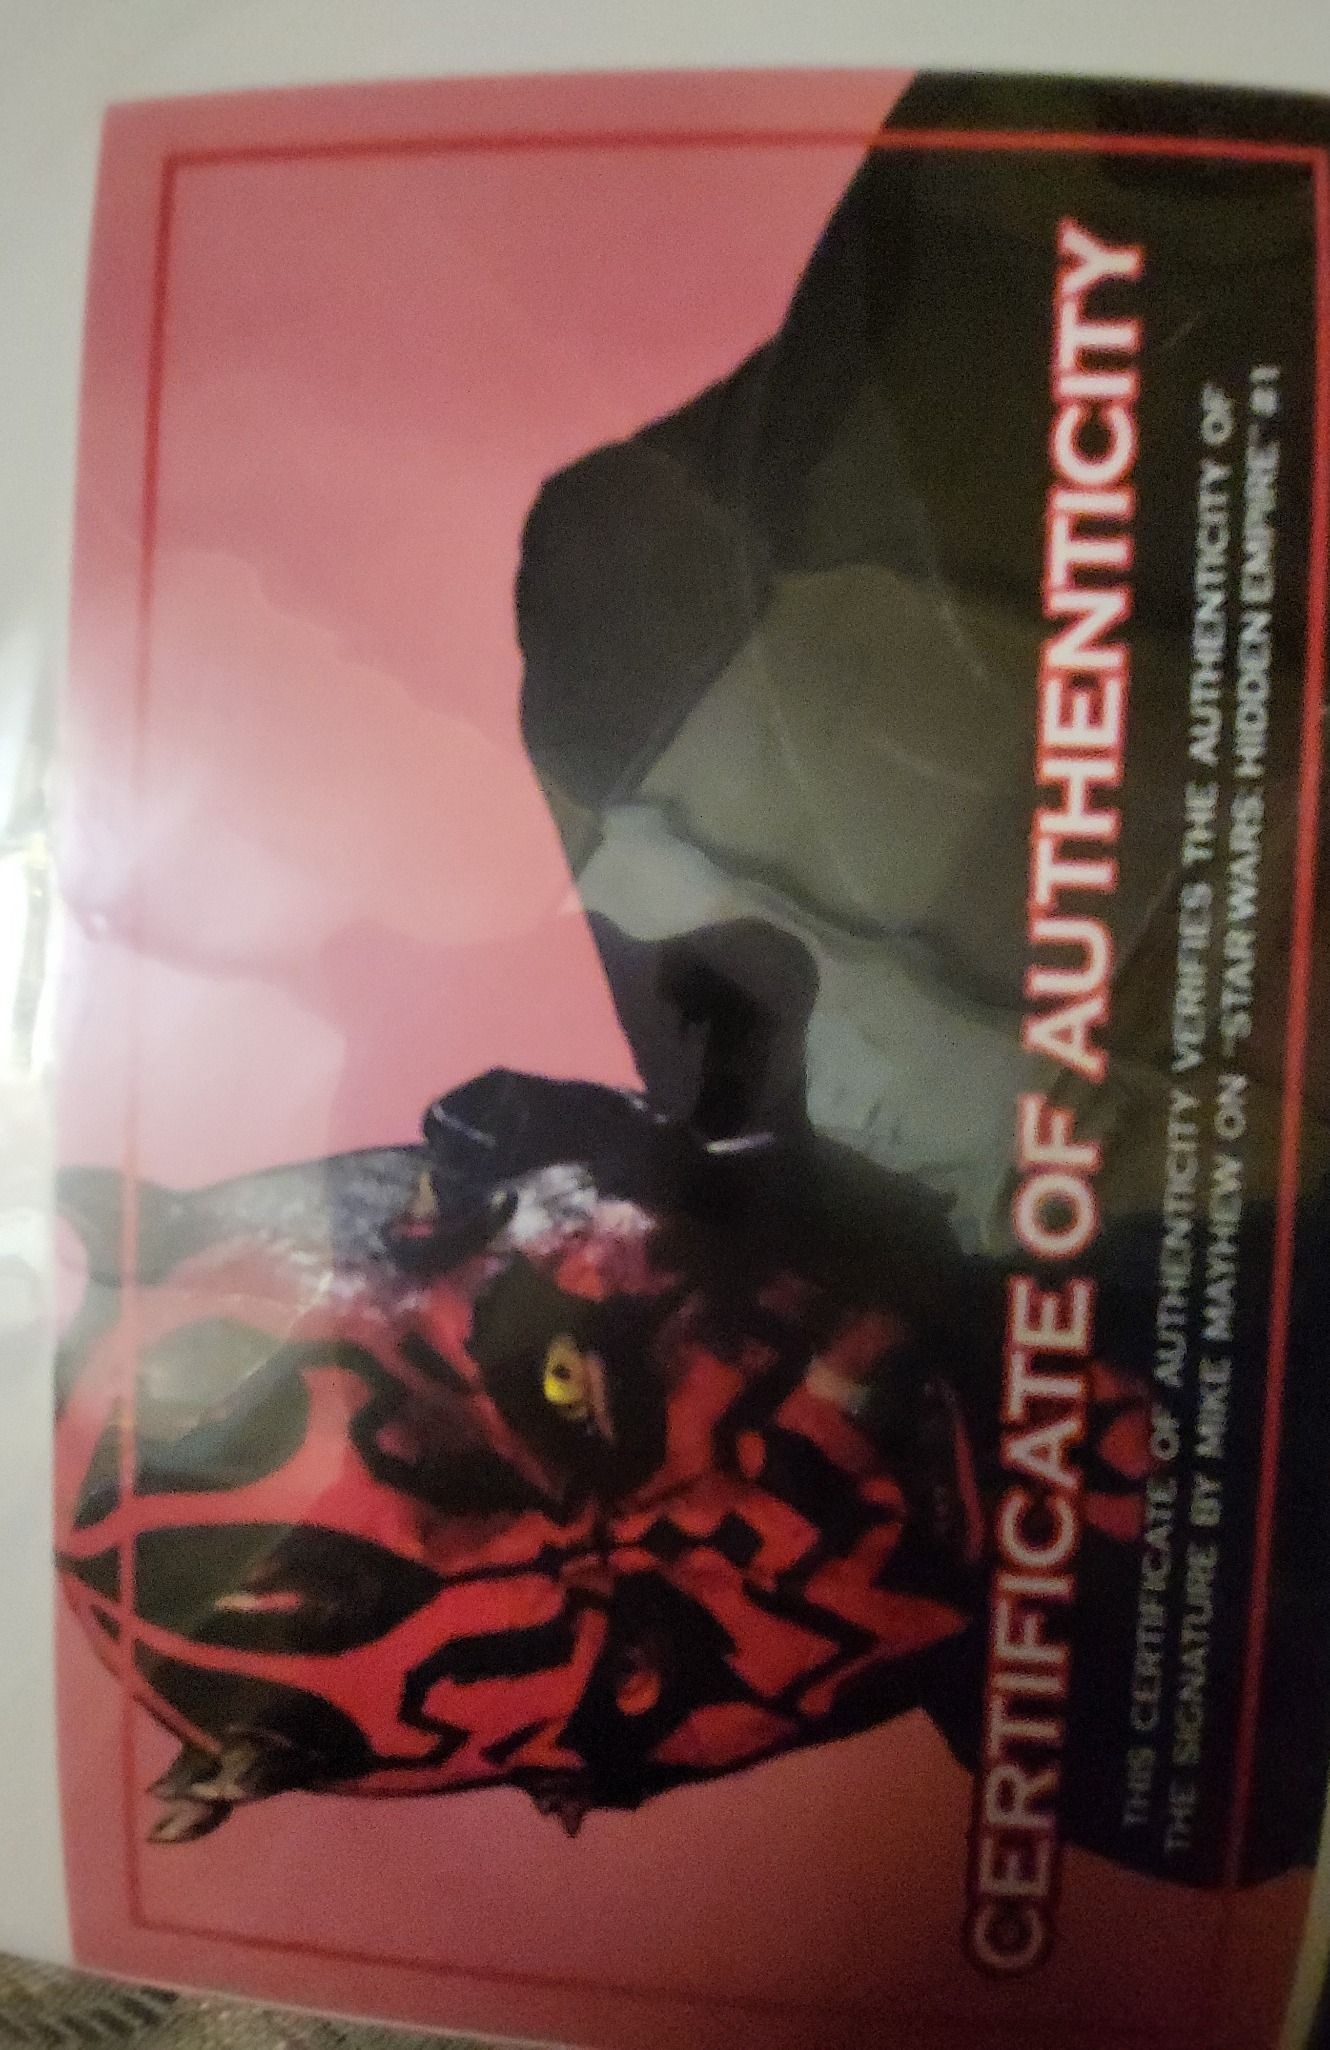 CERTIFICATE OF AUTHENTICITY
THIS CERTIFICATE OF AUTHENTICITY VERIFIES THE AUTHENTICITY OF
THE SIGNATURE BY MIKE MAYHEW ON "STAR WARS: HIDDEN EMPIRE" #1